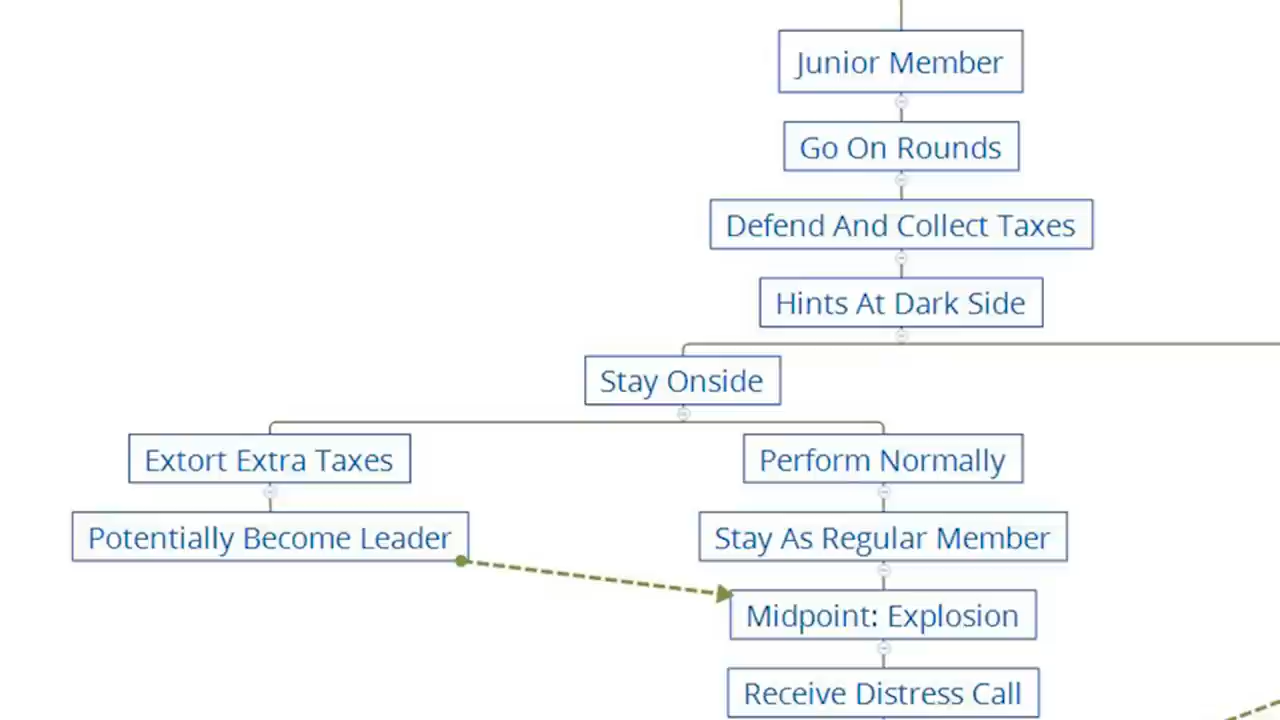 Junior Member
Go On Rounds
Defend And Collect Taxes
Hints At Dark Side
Stay Onside
Extort Extra Taxes
Perform Normally
Potentially Become Leader
Stay As Regular Member
Midpoint: Explosion
Receive Distress Call